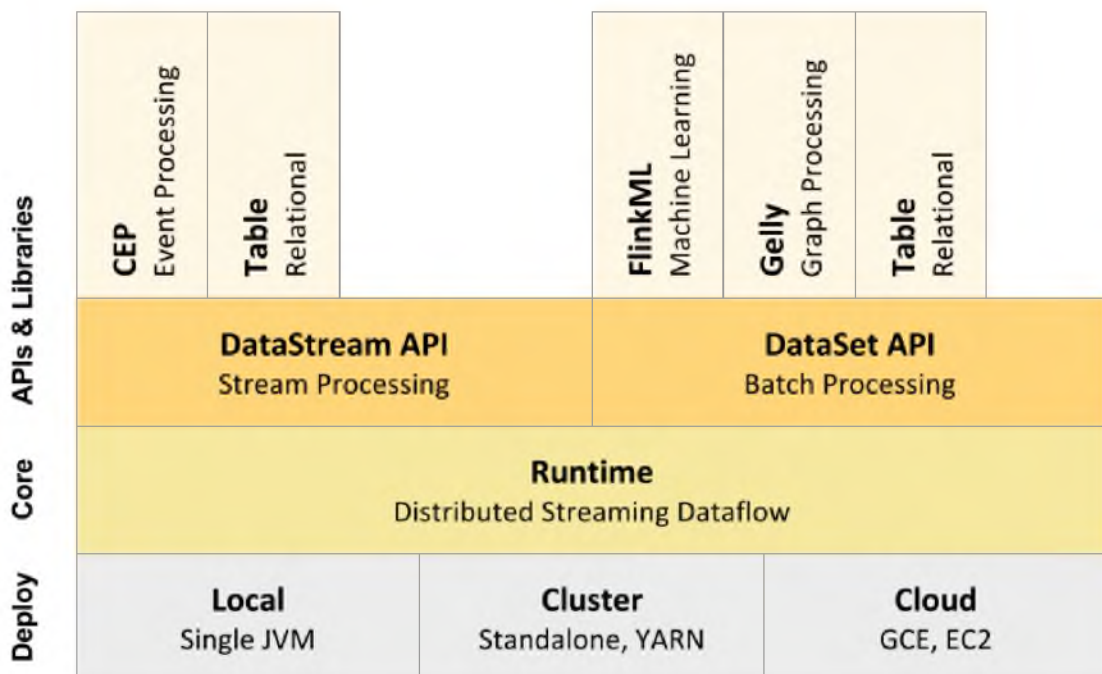 CEP
Event Processing
Table
Relational
FlinkML
Machine Learning
Gelly
Graph Processing
Table
Relational
APIs & Libraries
DataStream API
Stream Processing
DataSet API
Batch Processing
Core
Runtime
Distributed Streaming Dataflow
Deploy
Local
Single JVM
Cluster
Standalone, YARN
Cloud
GCE, EC2